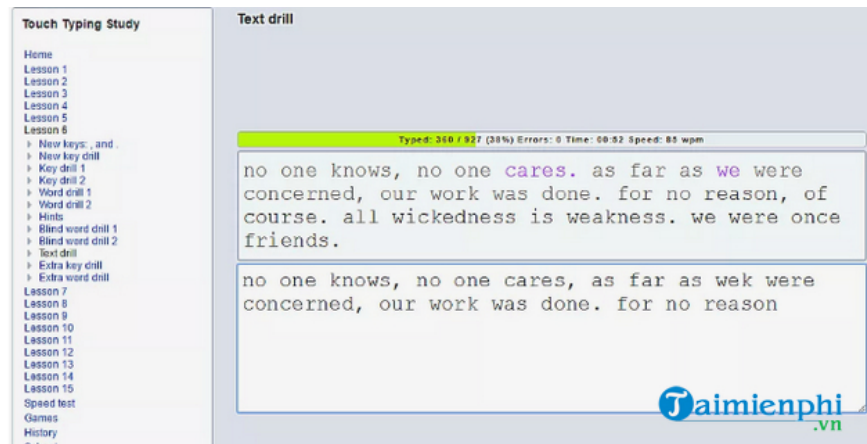 Touch Typing Study
Home
Lesson 1
Lesson 2
Lesson 3
Lesson 4
Lesson 5
Lesson 6
New keys: , and .
New key drill
Key drill 1
Key drill 2
Word drill 1
Word drill 2
Hints
Blind word drill 1
Blind word drill 2
Text drill
Extra key drill
Extra word drill
Lesson 7
Lesson 8
Lesson 9
Lesson 10
Lesson 11
Lesson 12
Lesson 13
Lesson 14
Lesson 15
Speed test
Games
History
Text drill
Typed: 360 / 927 (38%) Errors: 0 Time: 00:52 Speed: 85 wpm
no one knows, no one cares. as far as we were
concerned, our work was done. for no reason, of
course. all wickedness is weakness. we were once
friends.
no one knows, no one cares, as far as wek were
concerned, our work was done. for no reason
Taimienphi
.vn